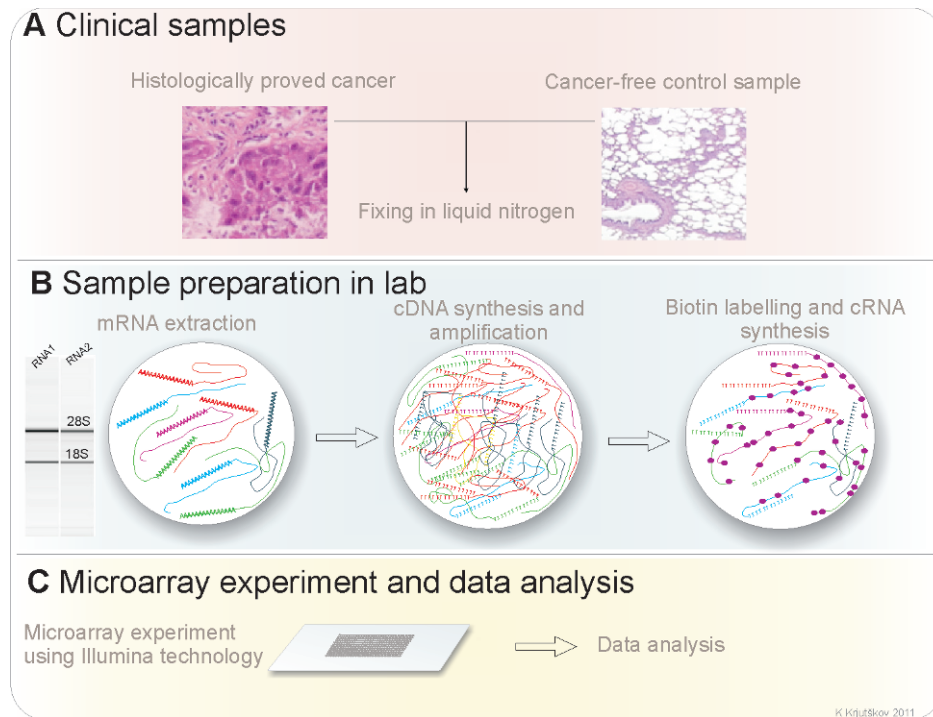 A Clinical samples
Histologically proved cancer
Cancer-free control sample
Fixing in liquid nitrogen
B Sample preparation in lab
mRNA extraction
cDNA synthesis and
amplification
Biotin labelling and cRNA
synthesis
RNA1
RNA2
28S
18S
C Microarray experiment and data analysis
Microarray experiment
using Illumina technology
Data analysis
K Krjutškov 2011